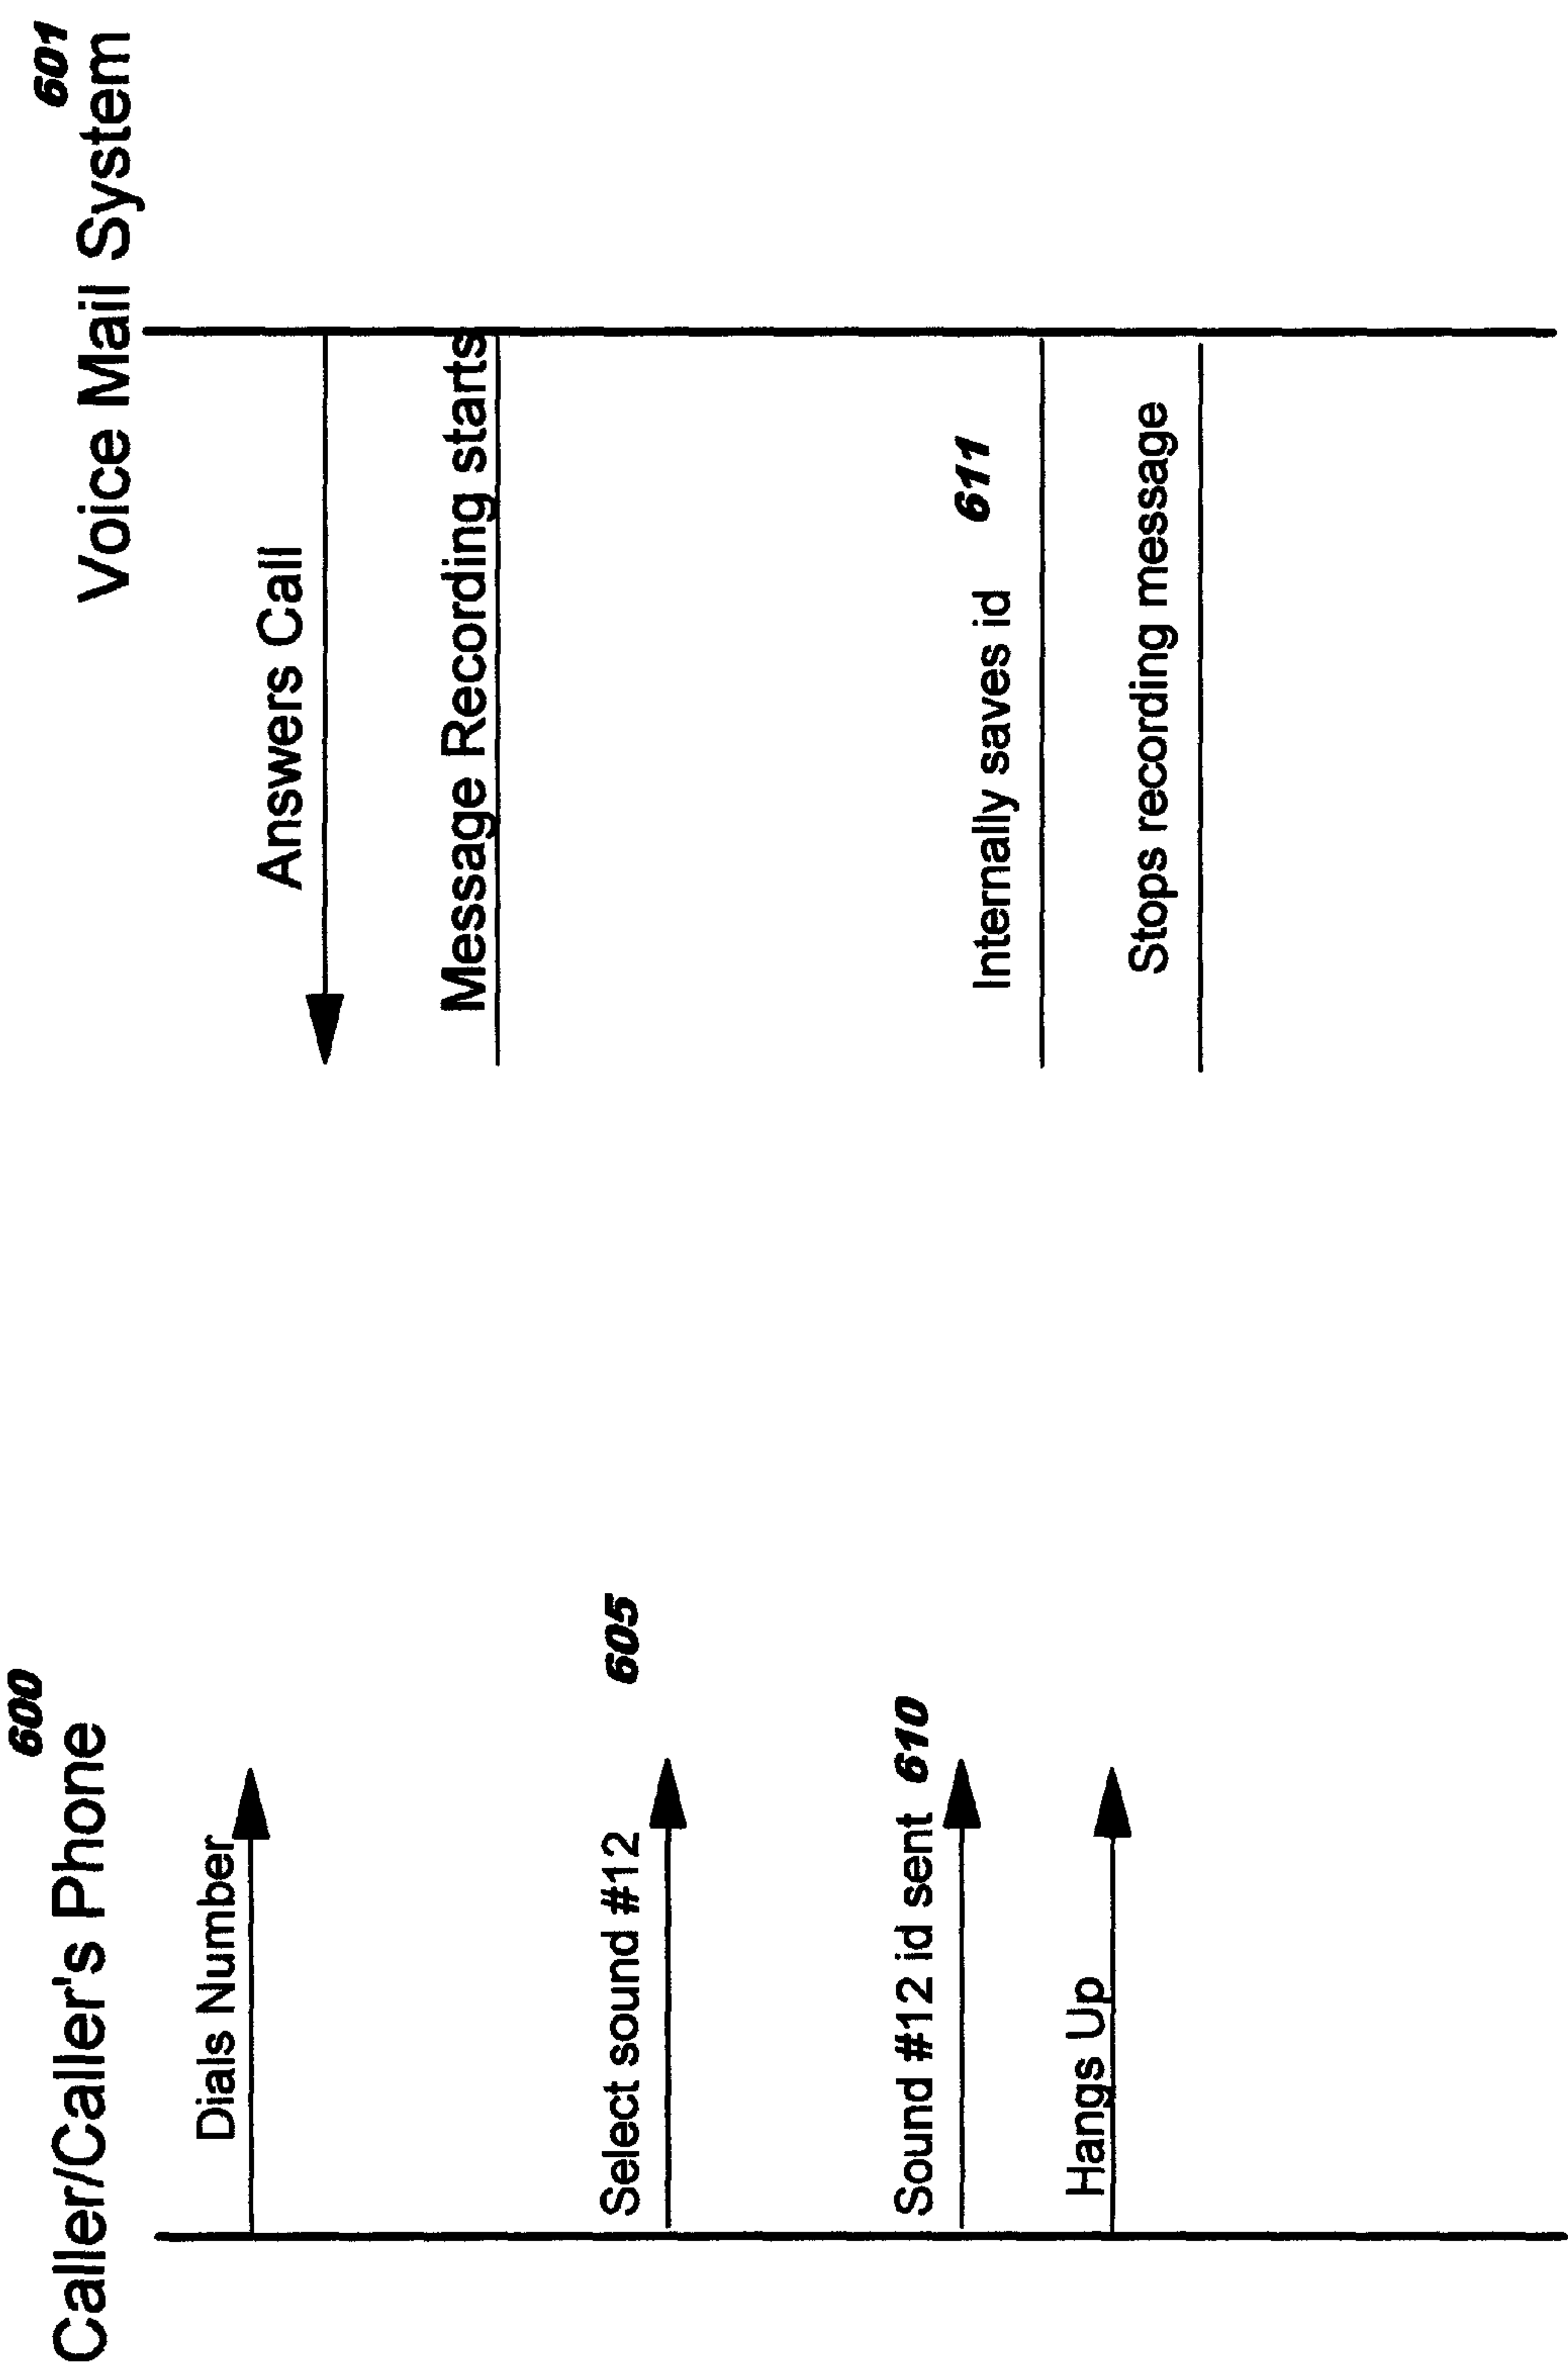 600
Caller/Caller's Phone
601
Voice Mail System
Dials Number
Answers Call
Message Recording starts
Select sound #12
605
Sound #12 id sent 610
Internally saves id 611
Hangs Up
Stops recording message